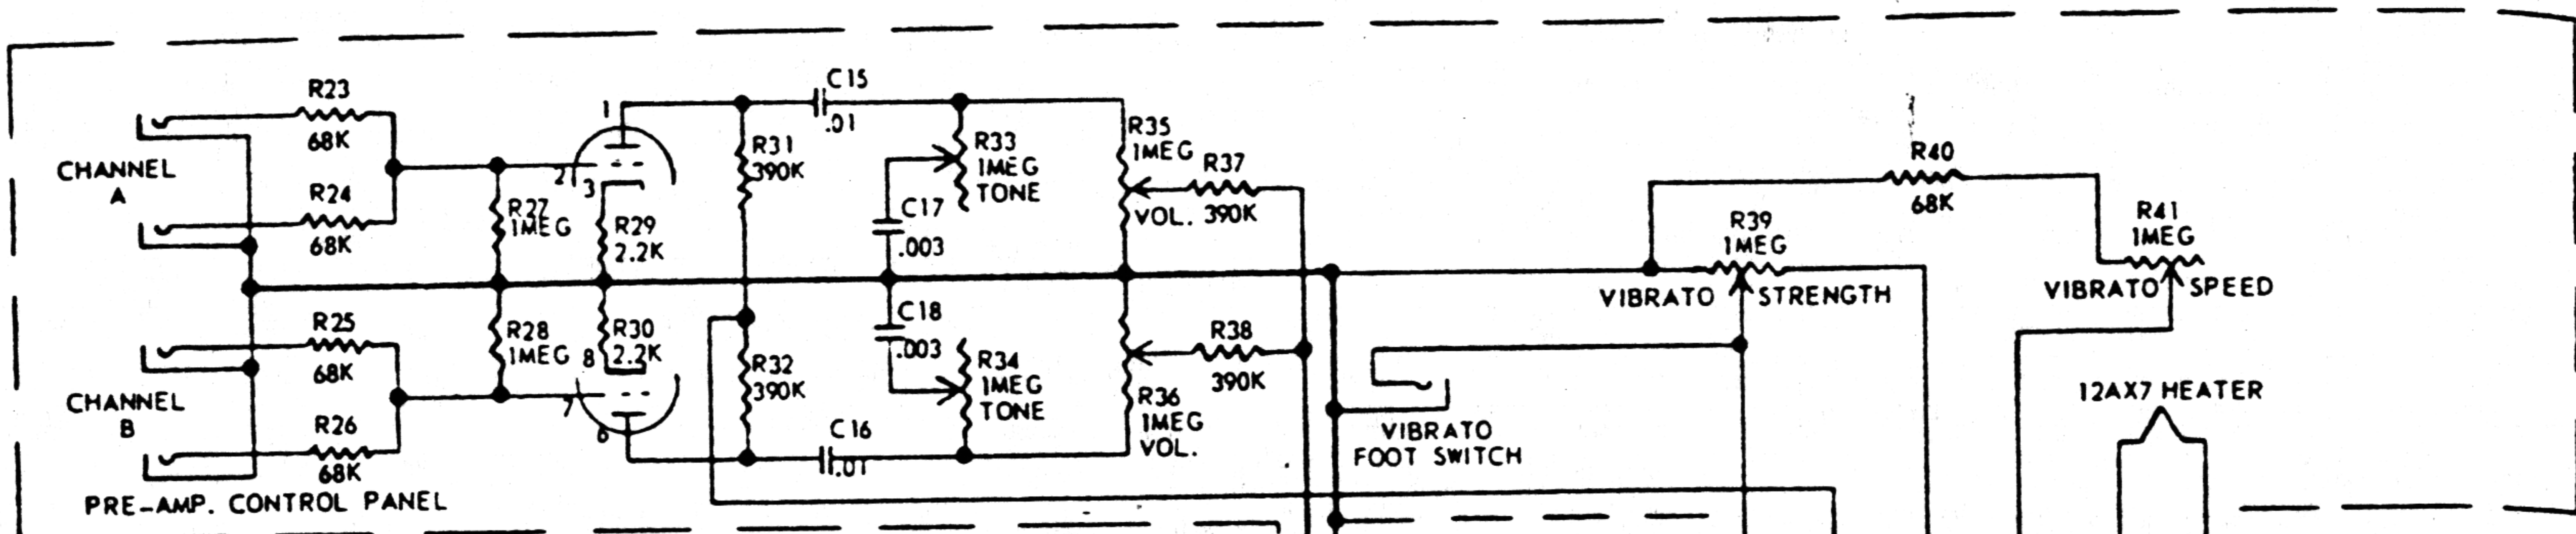 R23
68K
CHANNEL
A
R24
68K
R25
68K
CHANNEL
B
R26
68K
PRE-AMP. CONTROL PANEL
1
2
3
R27
1MEG
R29
2.2K
R28
1MEG
8
R30
2.2K
7
6
R31
390K
R32
390K
C15
.01
R33
1MEG
TONE
C17
.003
C18
.003
R34
1MEG
TONE
C16
.01
R35
1MEG
VOL.
R37
390K
R38
390K
R36
1MEG
VOL.
VIBRATO
FOOT SWITCH
R39
1MEG
VIBRATO STRENGTH
R40
68K
R41
1MEG
VIBRATO SPEED
12AX7 HEATER